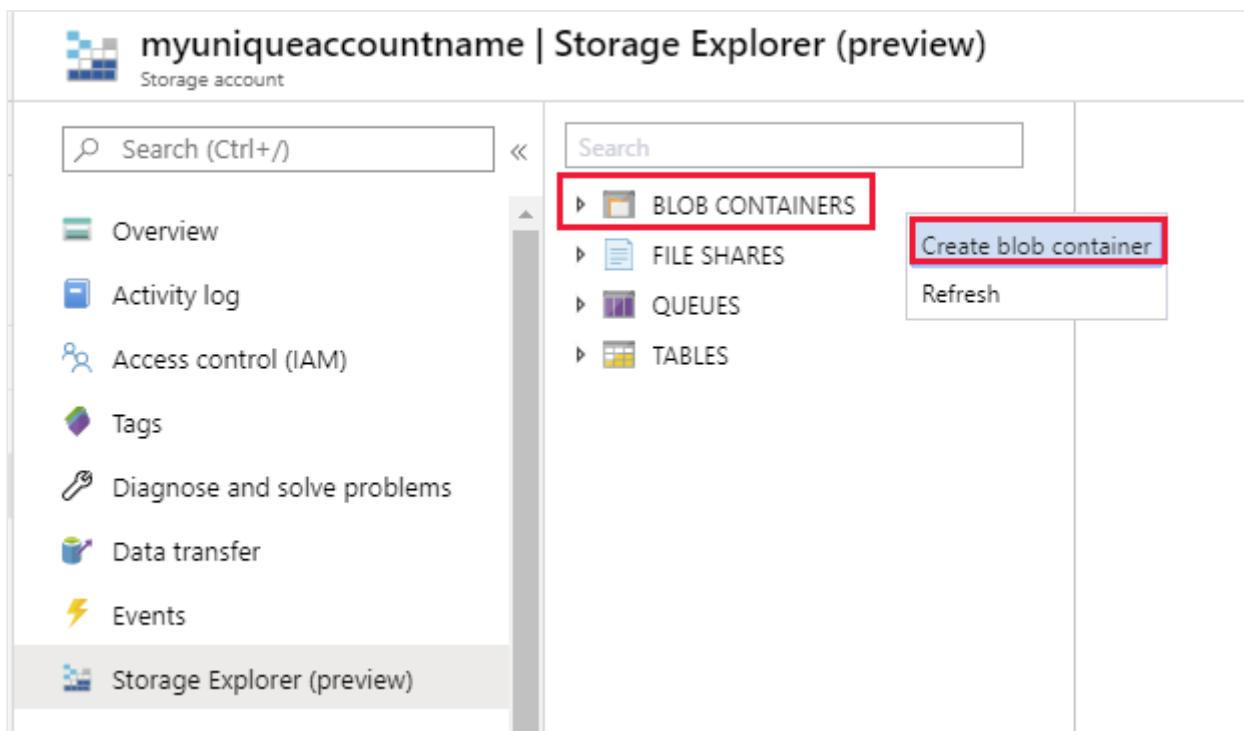 myuniqueaccountname | Storage Explorer (preview)
Storage account
Search (Ctrl+/)
«
Overview
Activity log
Access control (IAM)
Tags
Diagnose and solve problems
Data transfer
Events
Storage Explorer (preview)
Search
BLOB CONTAINERS
FILE SHARES
QUEUES
TABLES
Create blob container
Refresh